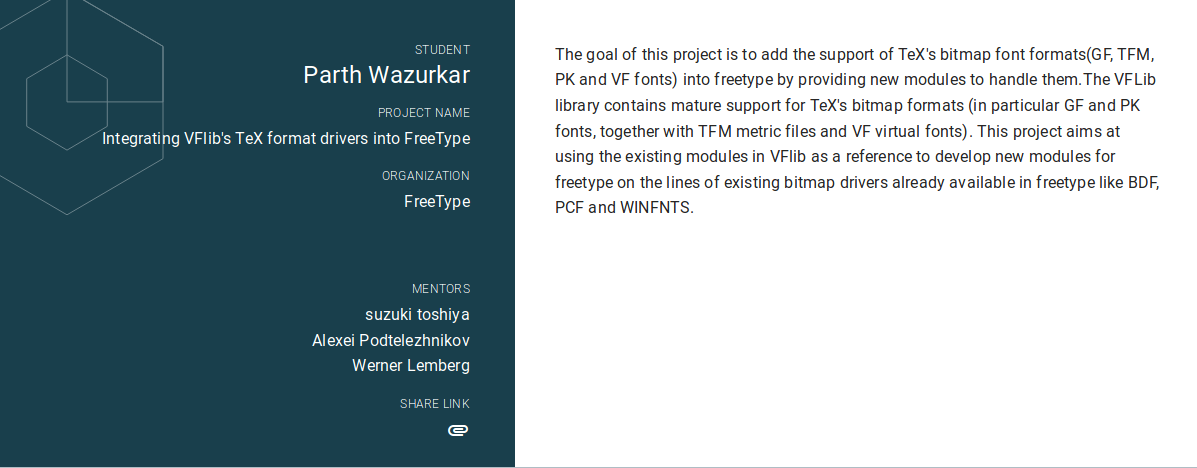 STUDENT
Parth Wazurkar
PROJECT NAME
Integrating VFlib's TeX format drivers into FreeType
ORGANIZATION
FreeType
MENTORS
suzuki toshiya
Alexei Podtelezhnikov
Werner Lemberg
SHARE LINK
The goal of this project is to add the support of TeX's bitmap font formats(GF, TFM,
PK and VF fonts) into freetype by providing new modules to handle them.The VFLib
library contains mature support for TeX's bitmap formats (in particular GF and PK
fonts, together with TFM metric files and VF virtual fonts). This project aims at
using the existing modules in VFlib as a reference to develop new modules for
freetype on the lines of existing bitmap drivers already available in freetype like BDF,
PCF and WINFNTS.